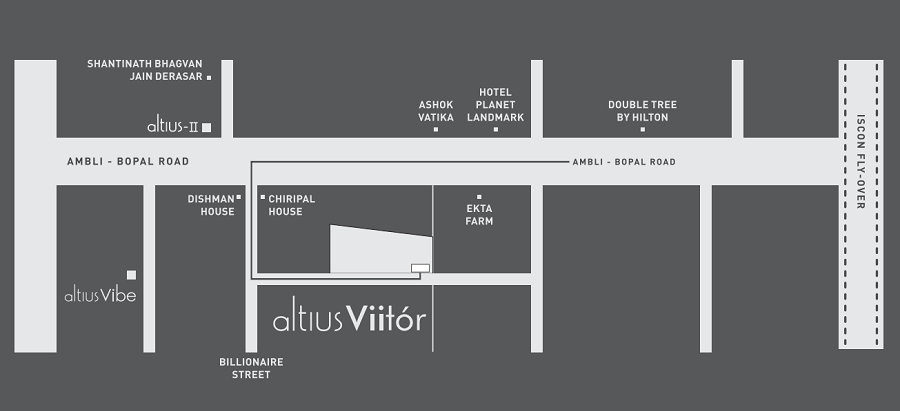 SHANTINATH BHAGVAN
JAIN DERASAR
altius-II
ASHOK
VATIKA
HOTEL
PLANET
LANDMARK
DOUBLE TREE
BY HILTON
ISCON FLY-OVER
AMBLI - BOPAL ROAD
AMBLI - BOPAL ROAD
DISHMAN
HOUSE
CHIRIPAL
HOUSE
EKTA
FARM
altius Vibe
altius Viitór
BILLIONAIRE
STREET